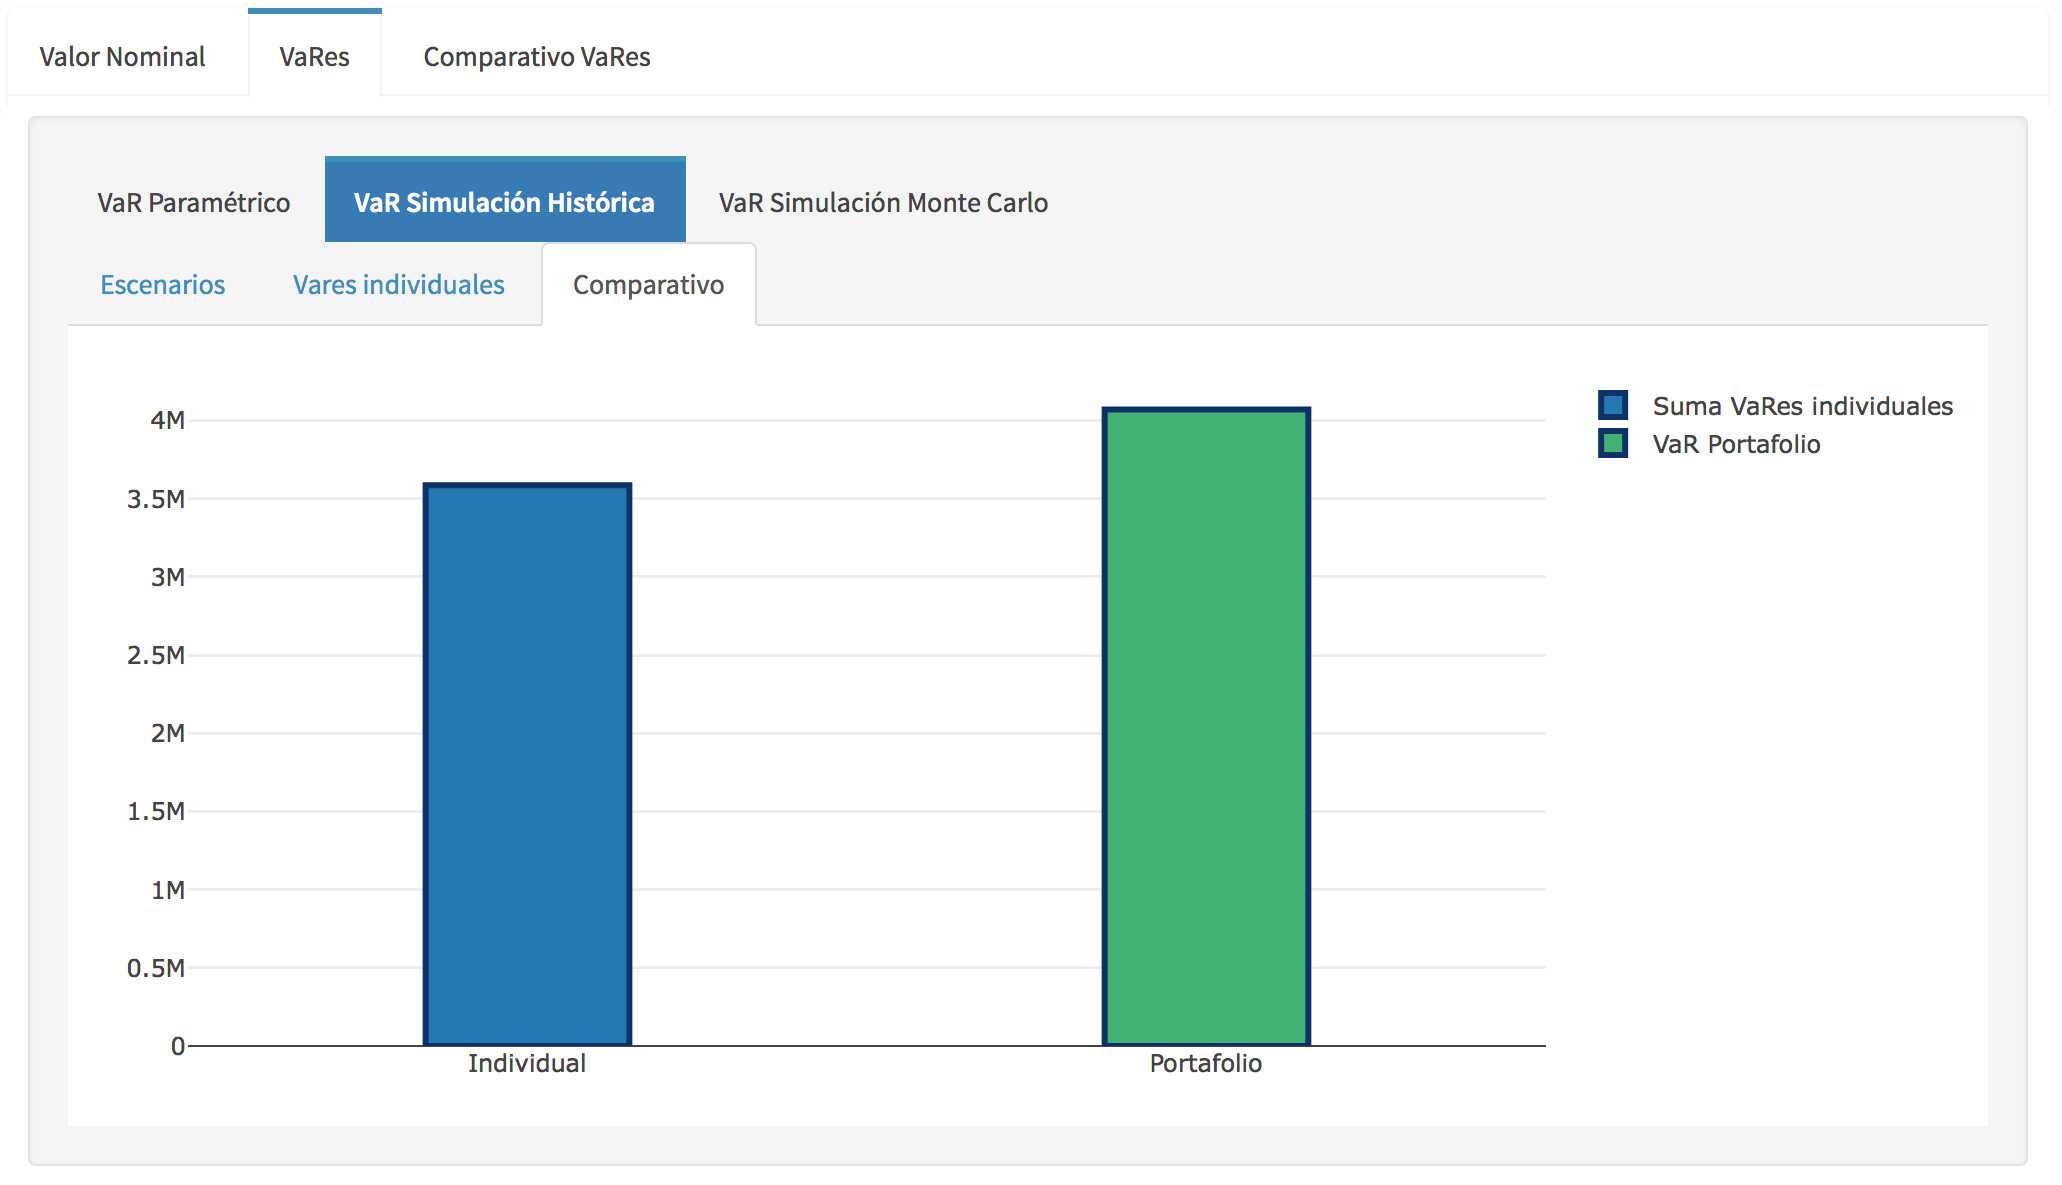 Valor Nominal VaRes Comparativo VaRes
VaR Paramétrico VaR Simulación Histórica VaR Simulación Monte Carlo
Escenarios Vares individuales Comparativo
Suma VaRes individuales
VaR Portafolio
4M
3.5M
3M
2.5M
2M
1.5M
1M
0.5M
0
Individual Portafolio